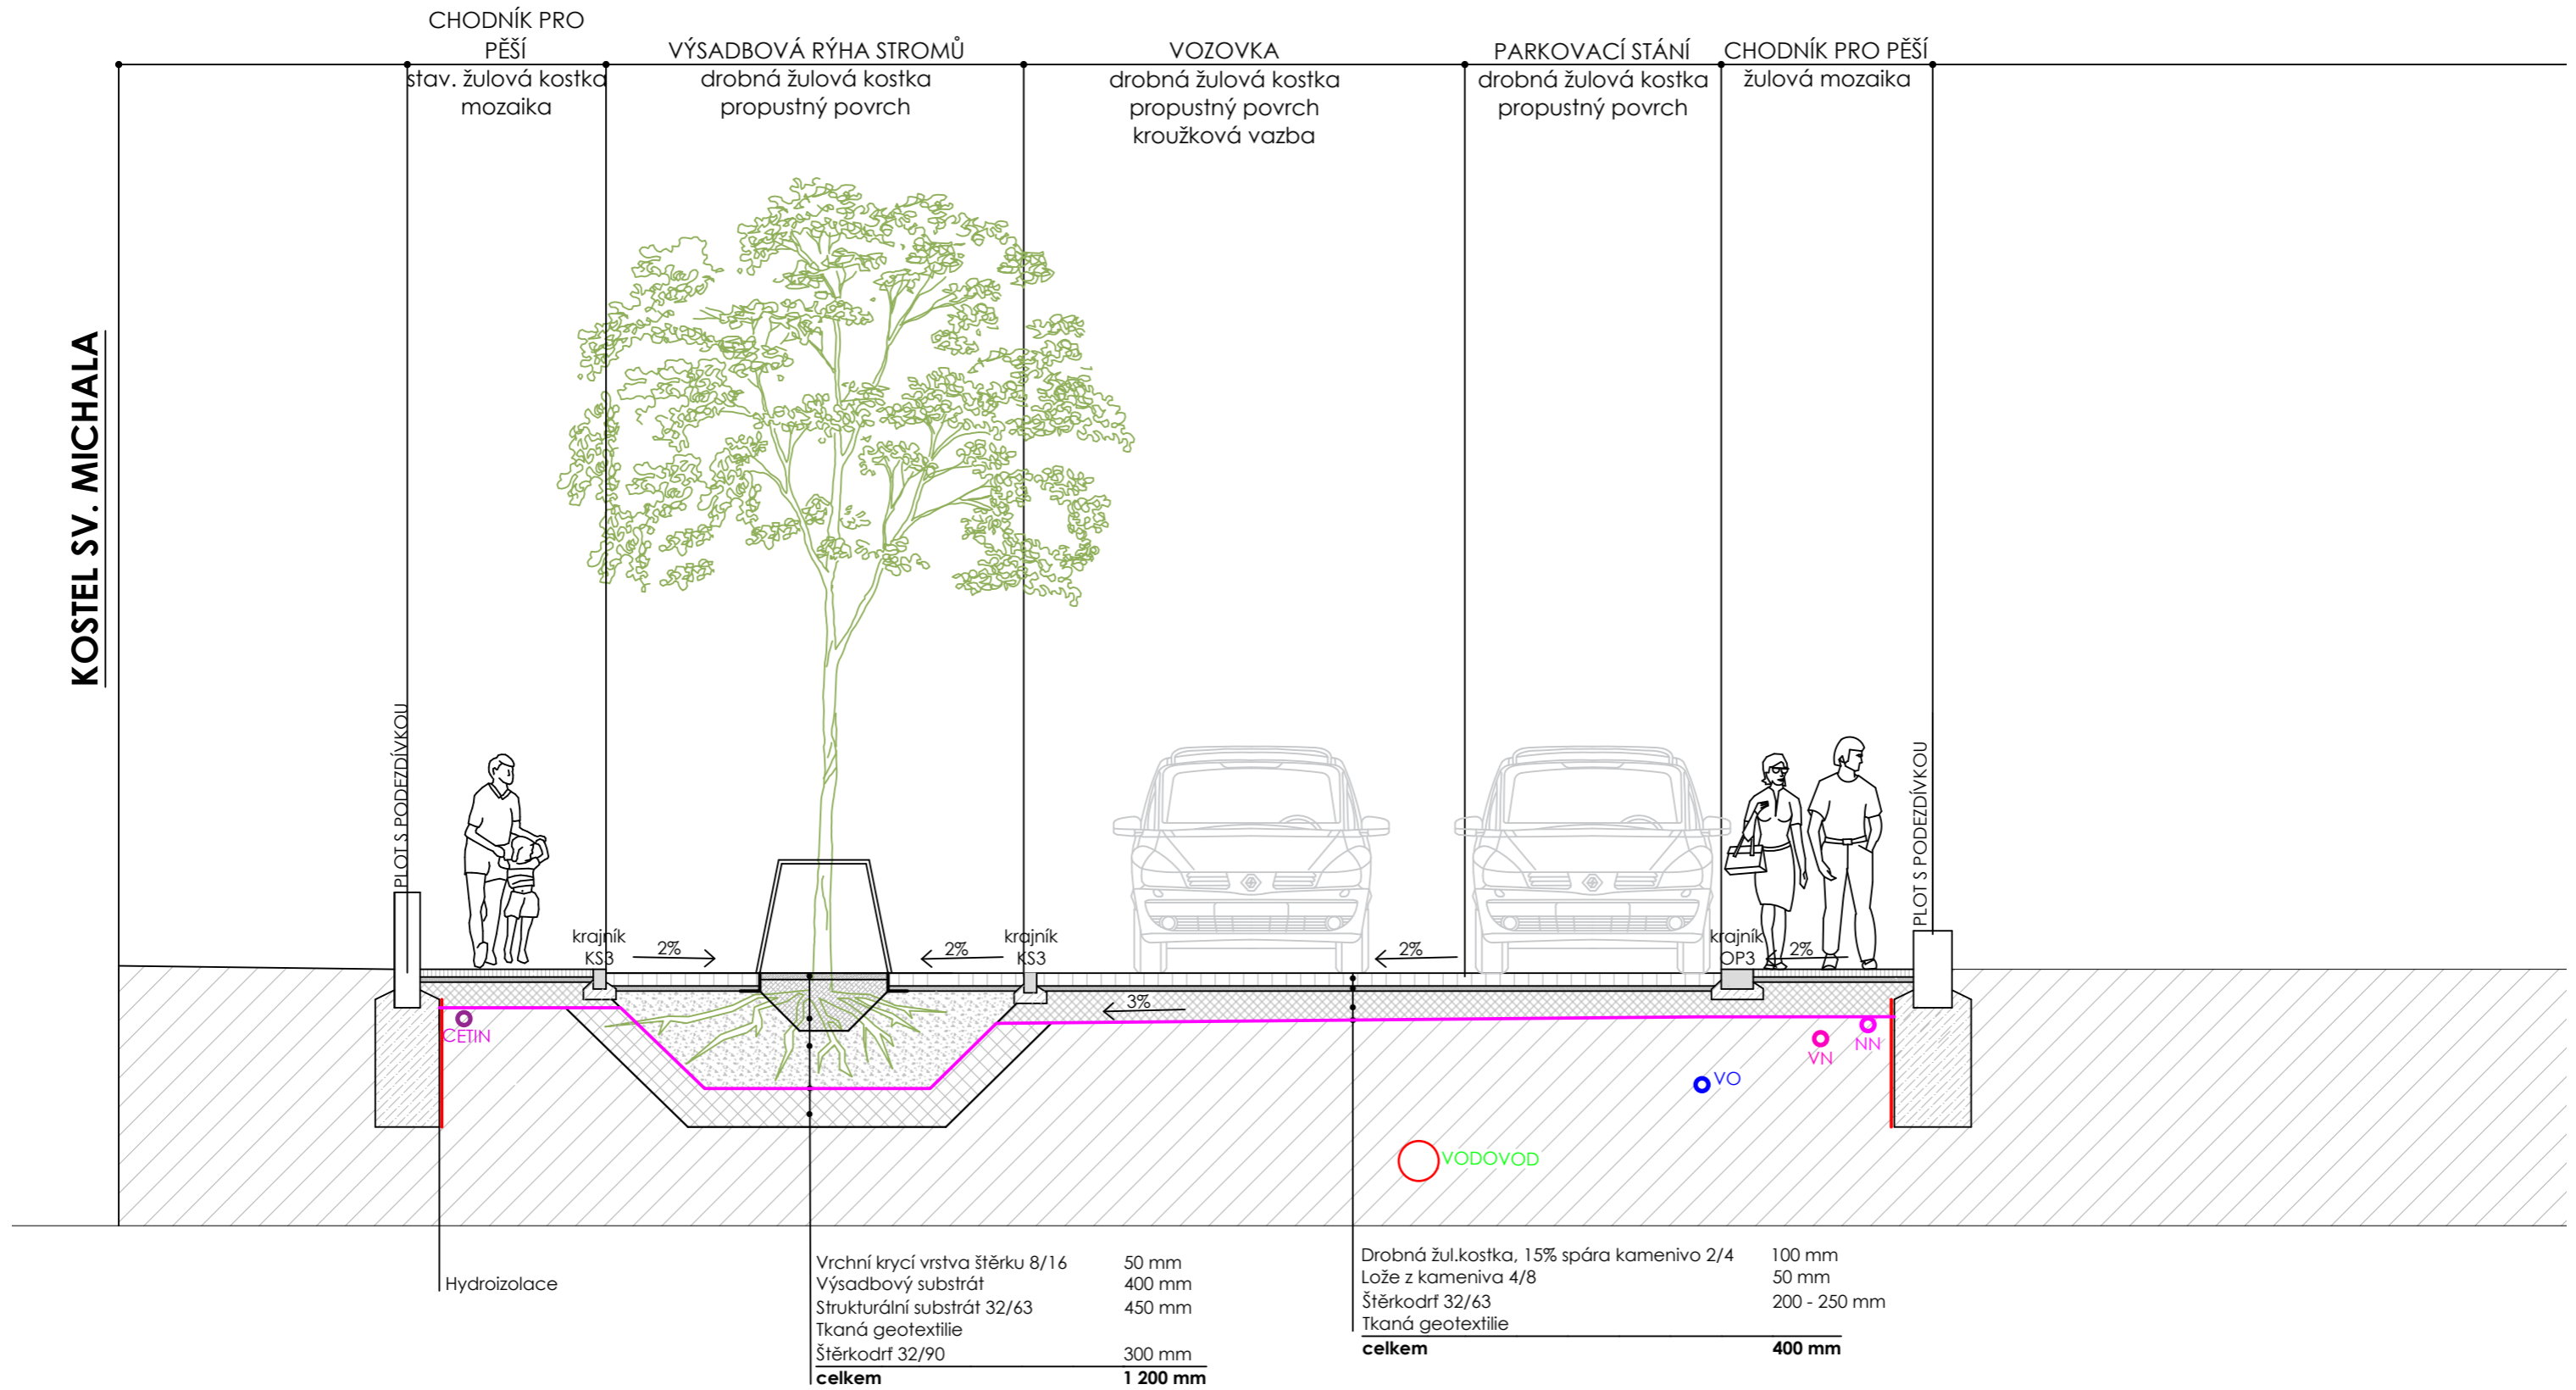 CHODNÍK PRO
PĚŠÍ
stav. žulová kostka
mozaika
VÝSADBOVÁ RÝHA STROMŮ
drobná žulová kostka
propustný povrch
VOZOVKA
drobná žulová kostka
propustný povrch
kroužková vazba
PARKOVACÍ STÁNÍ
drobná žulová kostka
propustný povrch
CHODNÍK PRO PĚŠÍ
žulová mozaika
KOSTEL SV. MICHALA
PLOT S PODEZDÍVKOU
PLOT S PODEZDÍVKOU
krajník
KS3
2%
2%
krajník
KS3
2%
krajník
OP3
2%
3%
CETIN
VN
NN
VO
VODOVOD
Hydroizolace
Vrchní krycí vrstva štěrku 8/16 50 mm
Výsadbový substrát 400 mm
Strukturální substrát 32/63 450 mm
Tkaná geotextilie
Štěrkodrť 32/90 300 mm
celkem 1 200 mm
Drobná žul.kostka, 15% spára kamenivo 2/4 100 mm
Lože z kameniva 4/8 50 mm
Štěrkodrť 32/63 200 - 250 mm
Tkaná geotextilie
celkem 400 mm